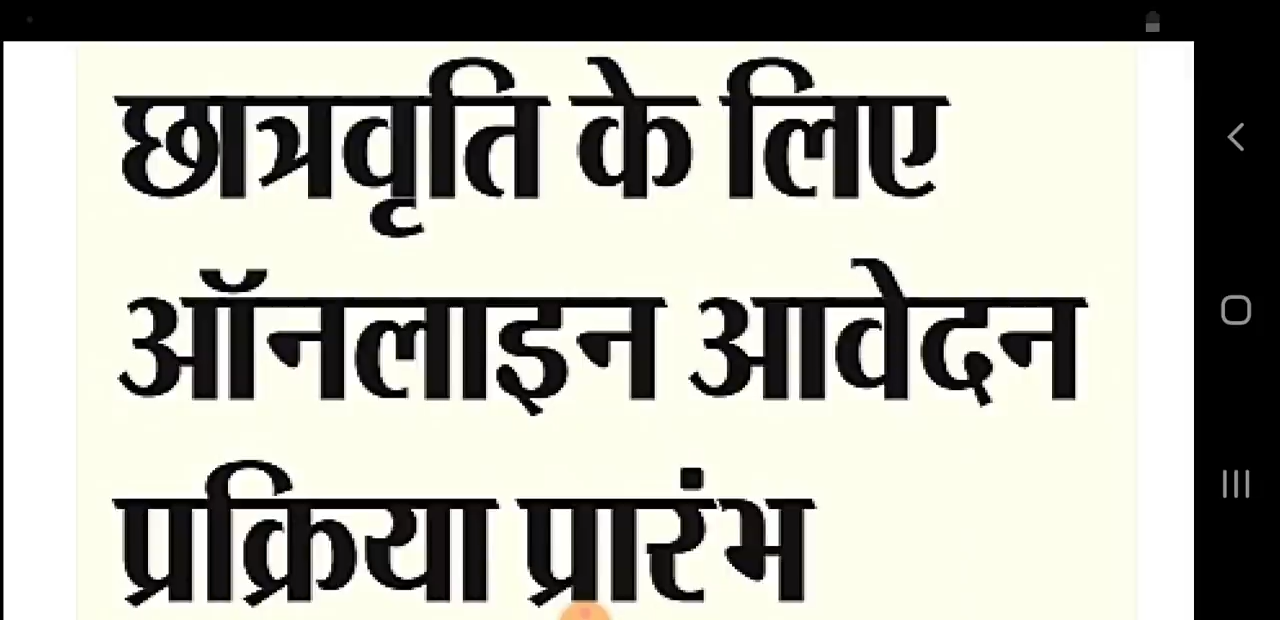 छात्रवृति के लिए
ऑनलाइन आवेदन
प्रक्रिया प्रारंभ